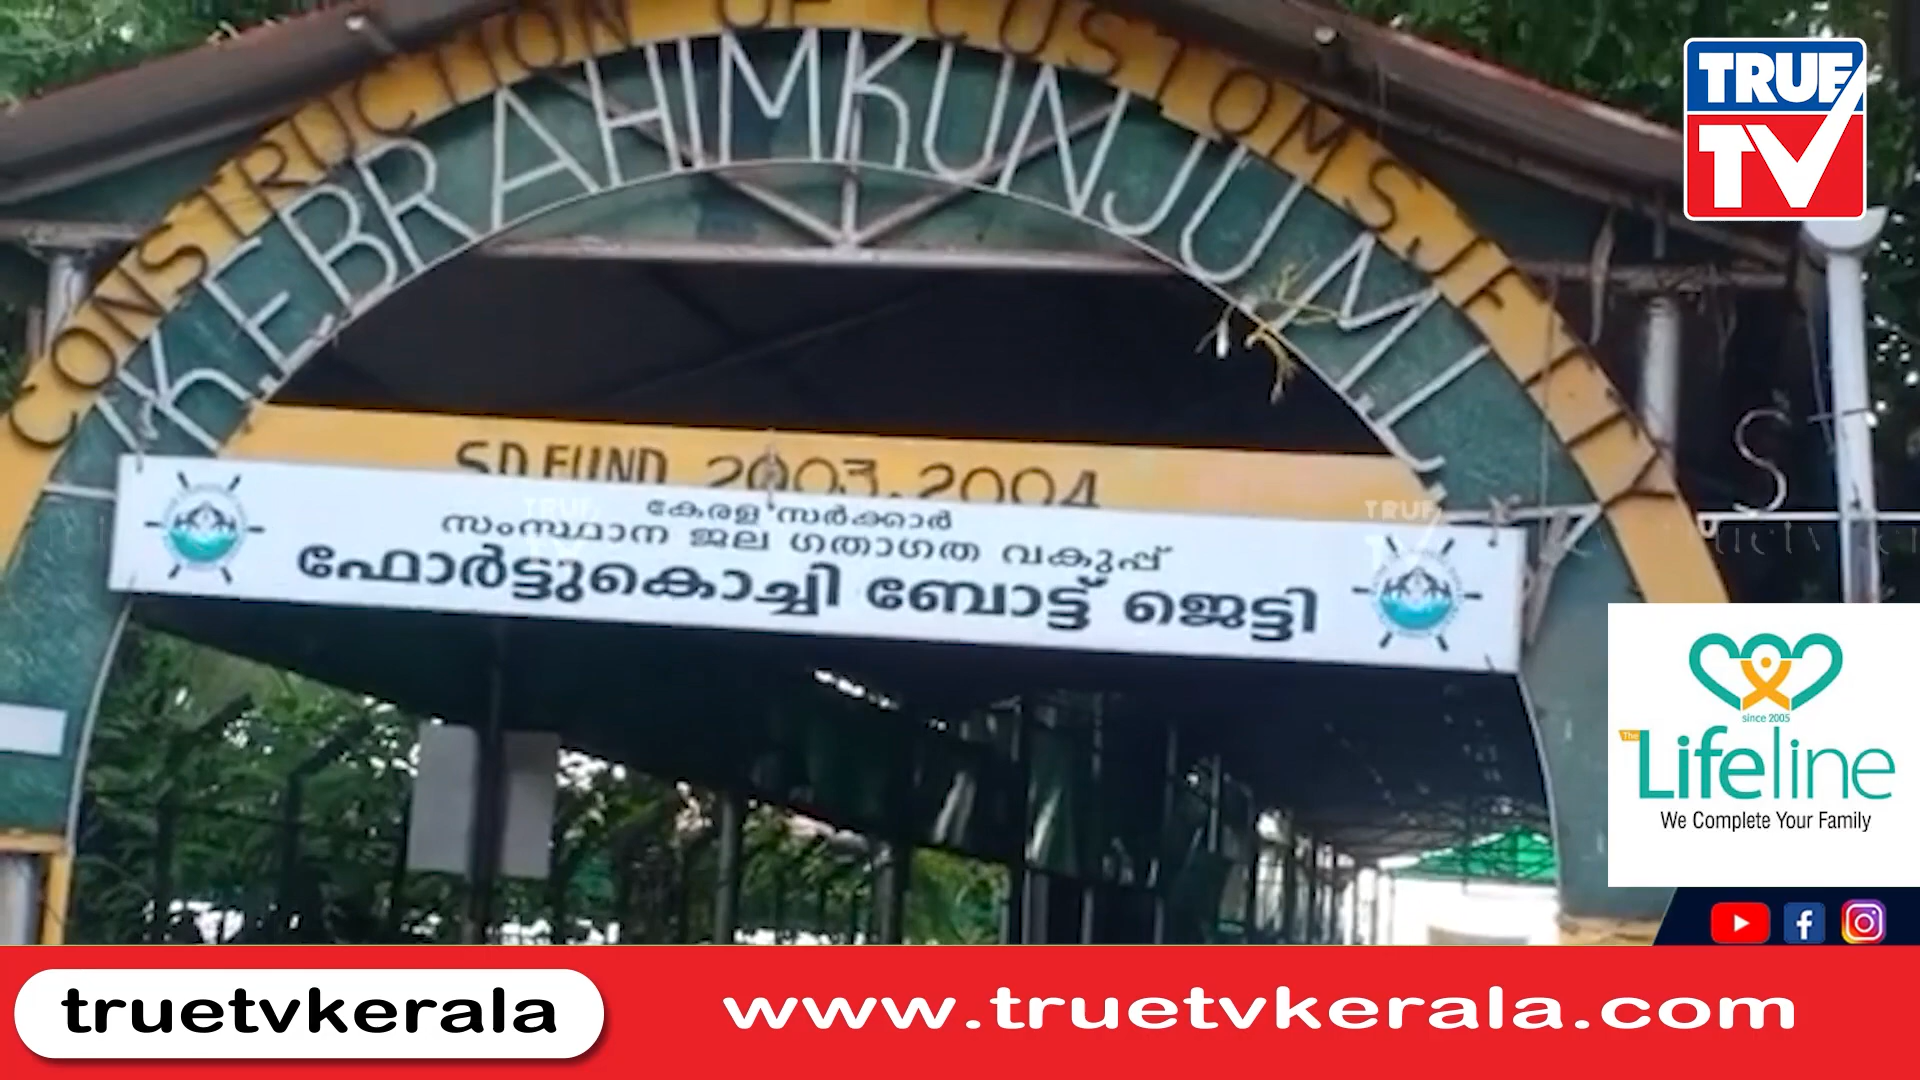 CONSTRUCTION OF CUSTOMS JETTY
V.K.EBRAHIMKUNJU M.L
SD FUND 2003.2004
കേരള സർക്കാർ
സംസ്ഥാന ജല ഗതാഗത വകുപ്പ്
ഫോർട്ടുകൊച്ചി ബോട്ട് ജെട്ടി
TRUE
TV
since 2005
The
Lifeline
We Complete Your Family
truetvkerala
www.truetvkerala.com